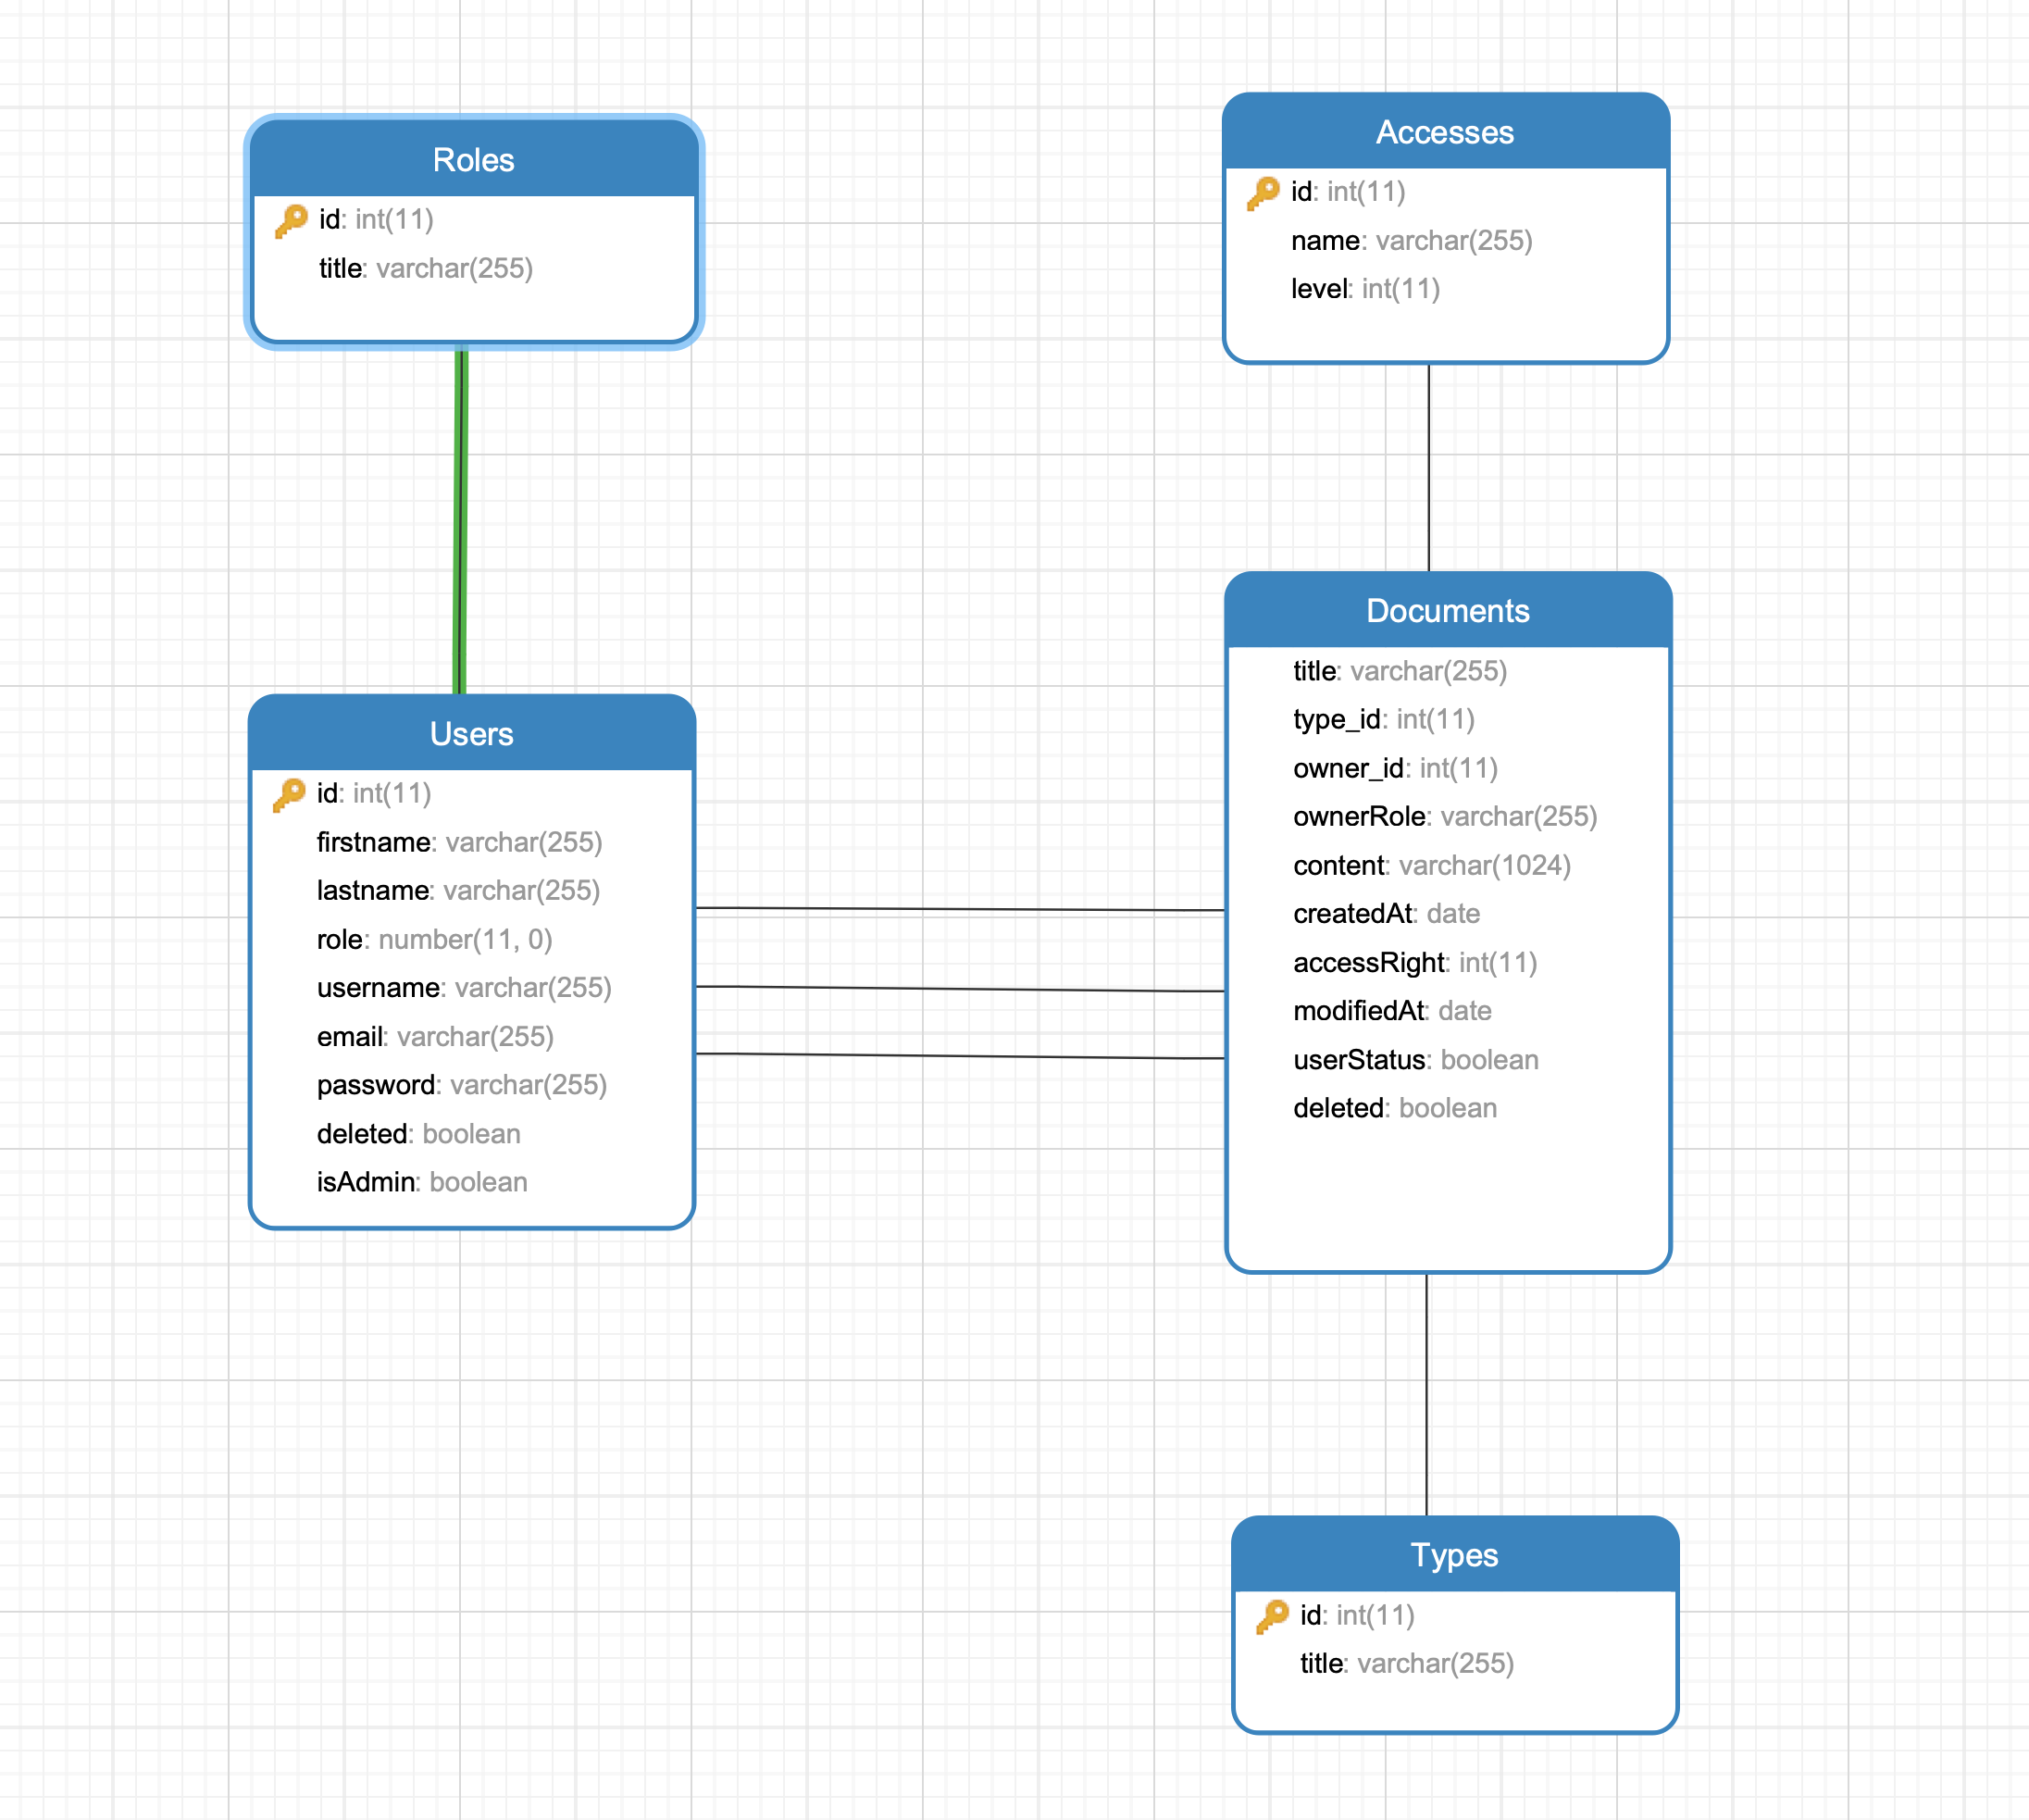 Roles
id: int(11)
title: varchar(255)
Accesses
id: int(11)
name: varchar(255)
level: int(11)
Users
id: int(11)
firstname: varchar(255)
lastname: varchar(255)
role: number(11, 0)
username: varchar(255)
email: varchar(255)
password: varchar(255)
deleted: boolean
isAdmin: boolean
Documents
title: varchar(255)
type_id: int(11)
owner_id: int(11)
ownerRole: varchar(255)
content: varchar(1024)
createdAt: date
accessRight: int(11)
modifiedAt: date
userStatus: boolean
deleted: boolean
Types
id: int(11)
title: varchar(255)